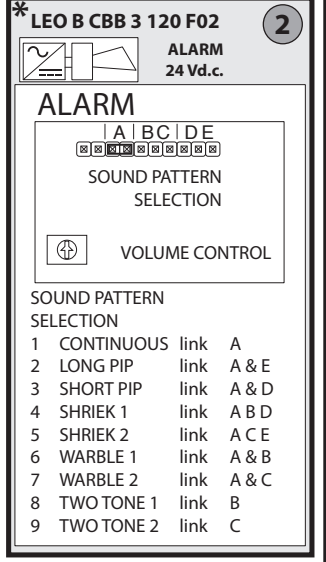 * LEO B CBB 3 120 F02 2
ALARM
24 Vd.c.
ALARM
| A | B C | D E
SOUND PATTERN
SELECTION
VOLUME CONTROL
SOUND PATTERN
SELECTION
1 CONTINUOUS link A
2 LONG PIP link A & E
3 SHORT PIP link A & D
4 SHRIEK 1 link A B D
5 SHRIEK 2 link A C E
6 WARBLE 1 link A & B
7 WARBLE 2 link A & C
8 TWO TONE 1 link B
9 TWO TONE 2 link C